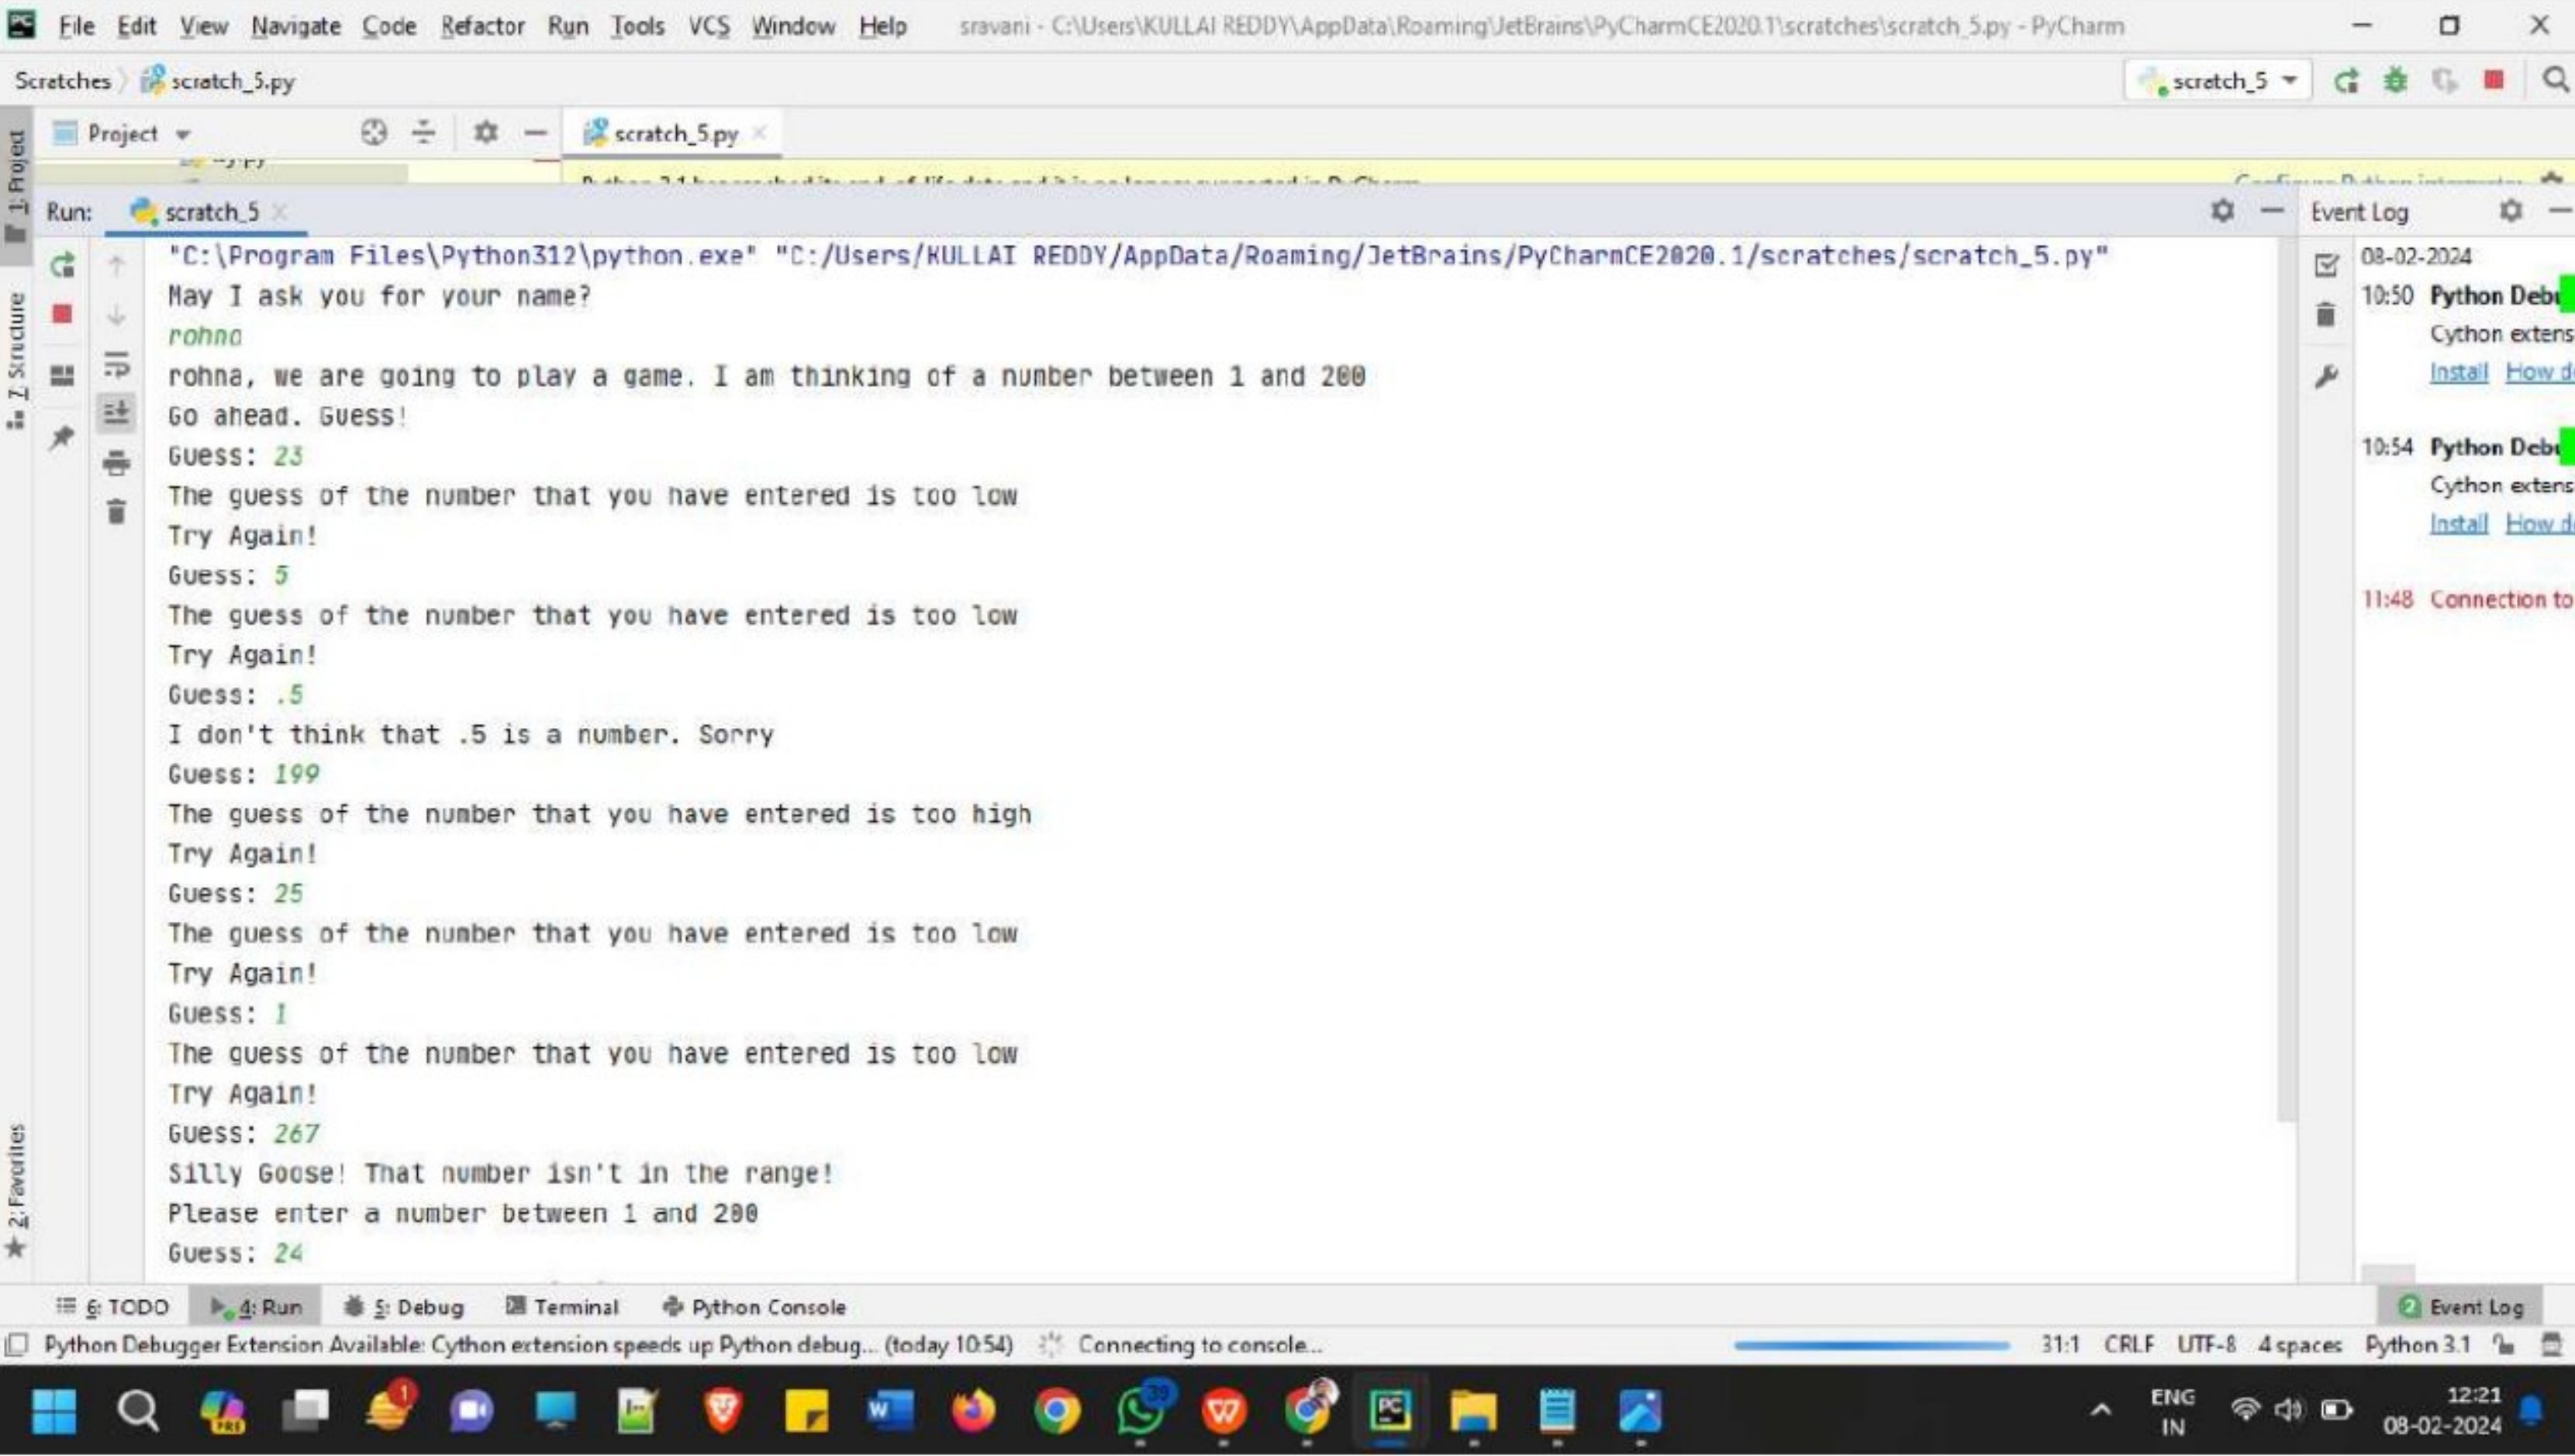 File Edit View Navigate Code Refactor Run Tools VCS Window Help sravani - C:\Users\KULLAI REDDY\AppData\Roaming\JetBrains\PyCharmCE2020.1\scratches\scratch_5.py - PyCharm
Scratches scratch_5.py scratch_5
1: Project
Project scratch_5.py
Run: scratch_5 Event Log
"C:\Program Files\Python312\python.exe" "C:/Users/KULLAI REDDY/AppData/Roaming/JetBrains/PyCharmCE2020.1/scratches/scratch_5.py"
May I ask you for your name?
rohna
rohna, we are going to play a game. I am thinking of a number between 1 and 200
Go ahead. Guess!
Guess: 23
The guess of the number that you have entered is too low
Try Again!
Guess: 5
The guess of the number that you have entered is too low
Try Again!
Guess: .5
I don't think that .5 is a number. Sorry
Guess: 199
The guess of the number that you have entered is too high
Try Again!
Guess: 25
The guess of the number that you have entered is too low
Try Again!
Guess: 1
The guess of the number that you have entered is too low
Try Again!
Guess: 267
Silly Goose! That number isn't in the range!
Please enter a number between 1 and 200
Guess: 24
08-02-2024
10:50 Python Debu
Cython extens
Install How d
10:54 Python Debu
Cython extens
Install How d
11:48 Connection to
7: Structure
2: Favorites
6: TODO 4: Run 5: Debug Terminal Python Console 2 Event Log
Python Debugger Extension Available: Cython extension speeds up Python debug... (today 10:54) Connecting to console... 31:1 CRLF UTF-8 4 spaces Python 3.1
PRE 1 W 39 PC ENG 12:21
IN 08-02-2024